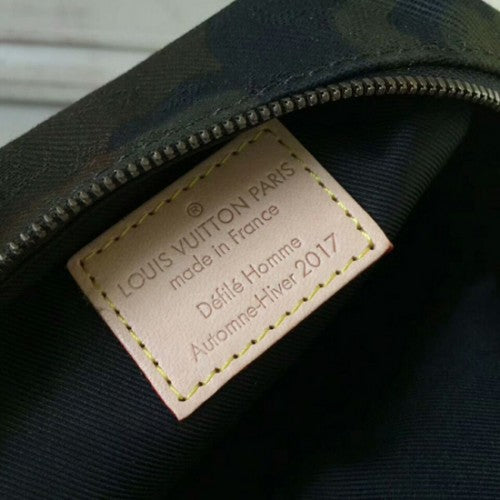 ®
LOUIS VUITTON PARIS
made in France
Défilé Homme
Automne-Hiver 2017